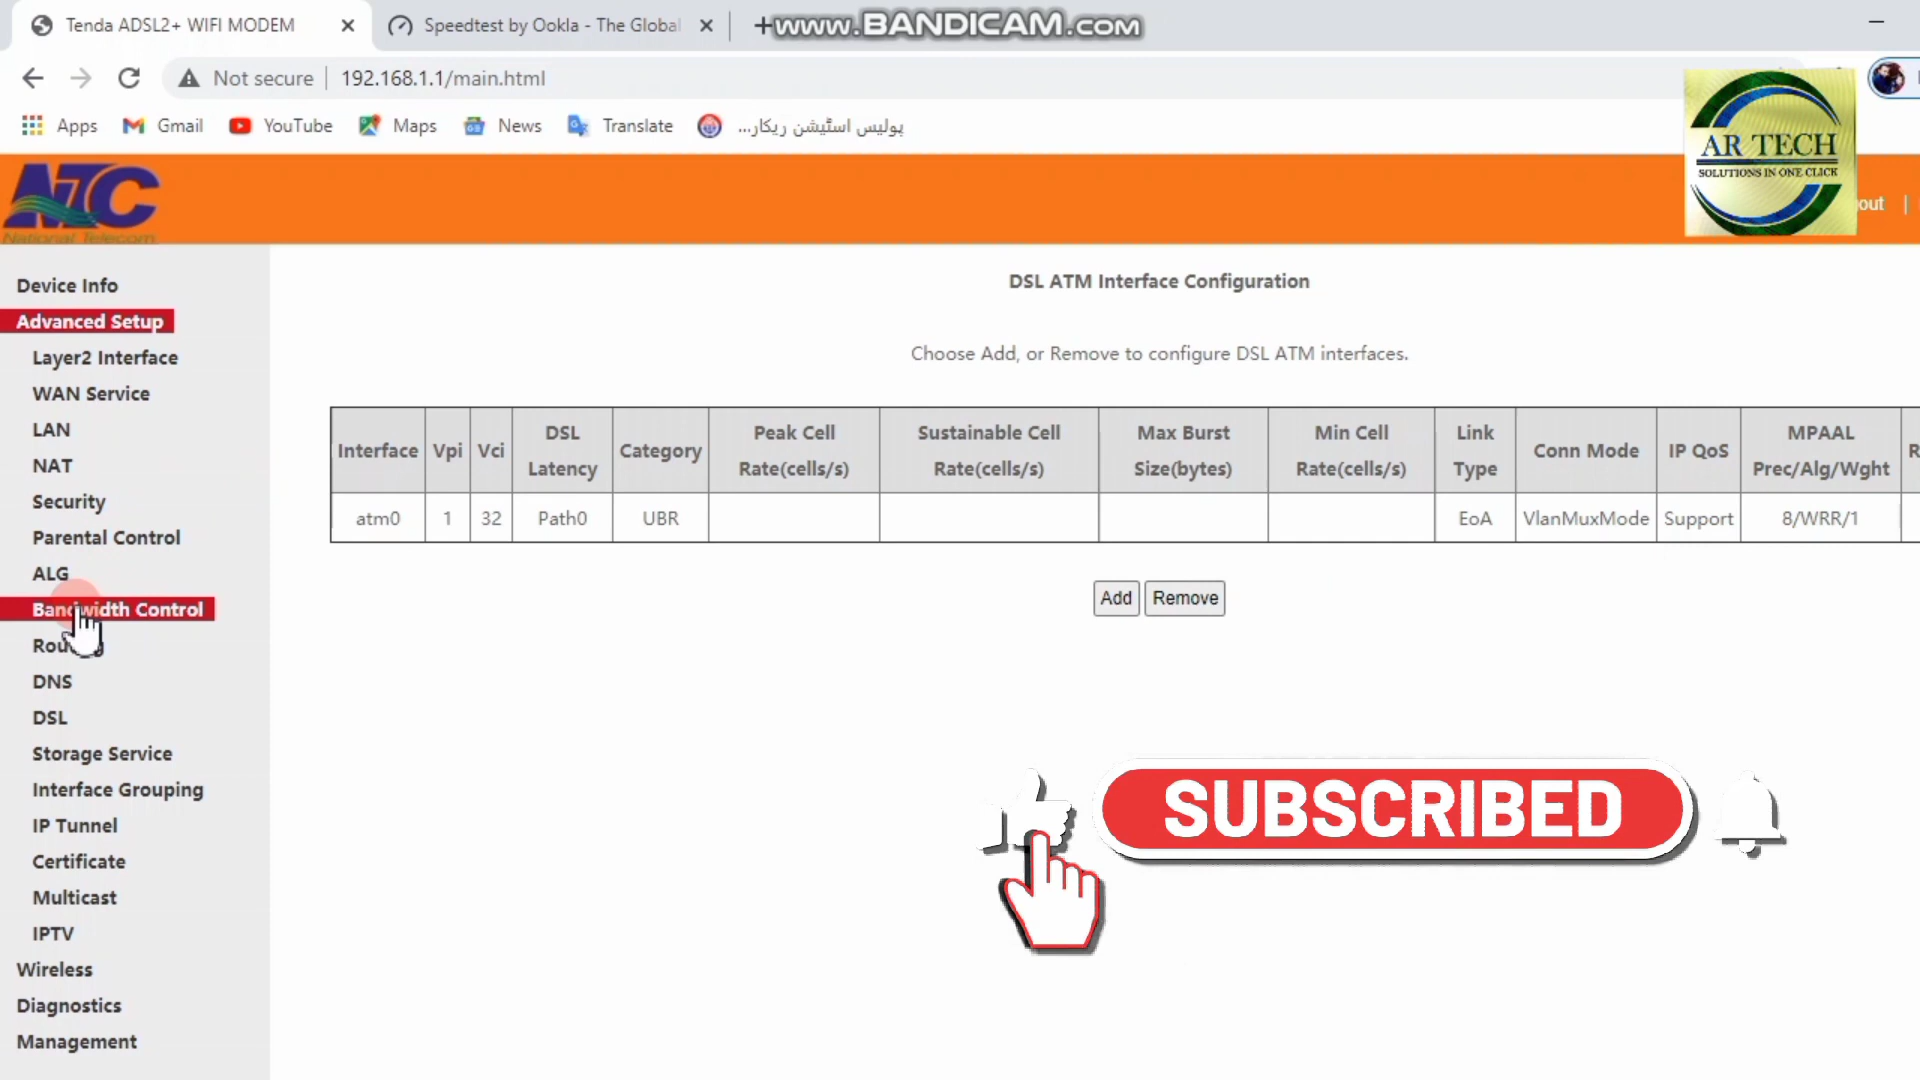 Tenda ADSL2+ WIFI MODEM
Speedtest by Ookla - The Global
www.BANDICAM.com
Not secure
192.168.1.1/main.html
Apps
Gmail
YouTube
Maps
News
Translate
پولیس اسٹیشن ریکار...
NTC
National Telecom
AR TECH
SOLUTIONS IN ONE CLICK
out |
Device Info
Advanced Setup
Layer2 Interface
WAN Service
LAN
NAT
Security
Parental Control
ALG
Bandwidth Control
DNS
DSL
Storage Service
Interface Grouping
IP Tunnel
Certificate
Multicast
IPTV
Wireless
Diagnostics
Management
DSL ATM Interface Configuration
Choose Add, or Remove to configure DSL ATM interfaces.
Interface Vpi Vci DSL Latency Category Peak Cell Rate(cells/s) Sustainable Cell Rate(cells/s) Max Burst Size(bytes) Min Cell Rate(cells/s) Link Type Conn Mode IP QoS MPAAL Prec/Alg/Wght
atm0 1 32 Path0 UBR EoA VlanMuxMode Support 8/WRR/1
Add Remove
SUBSCRIBED